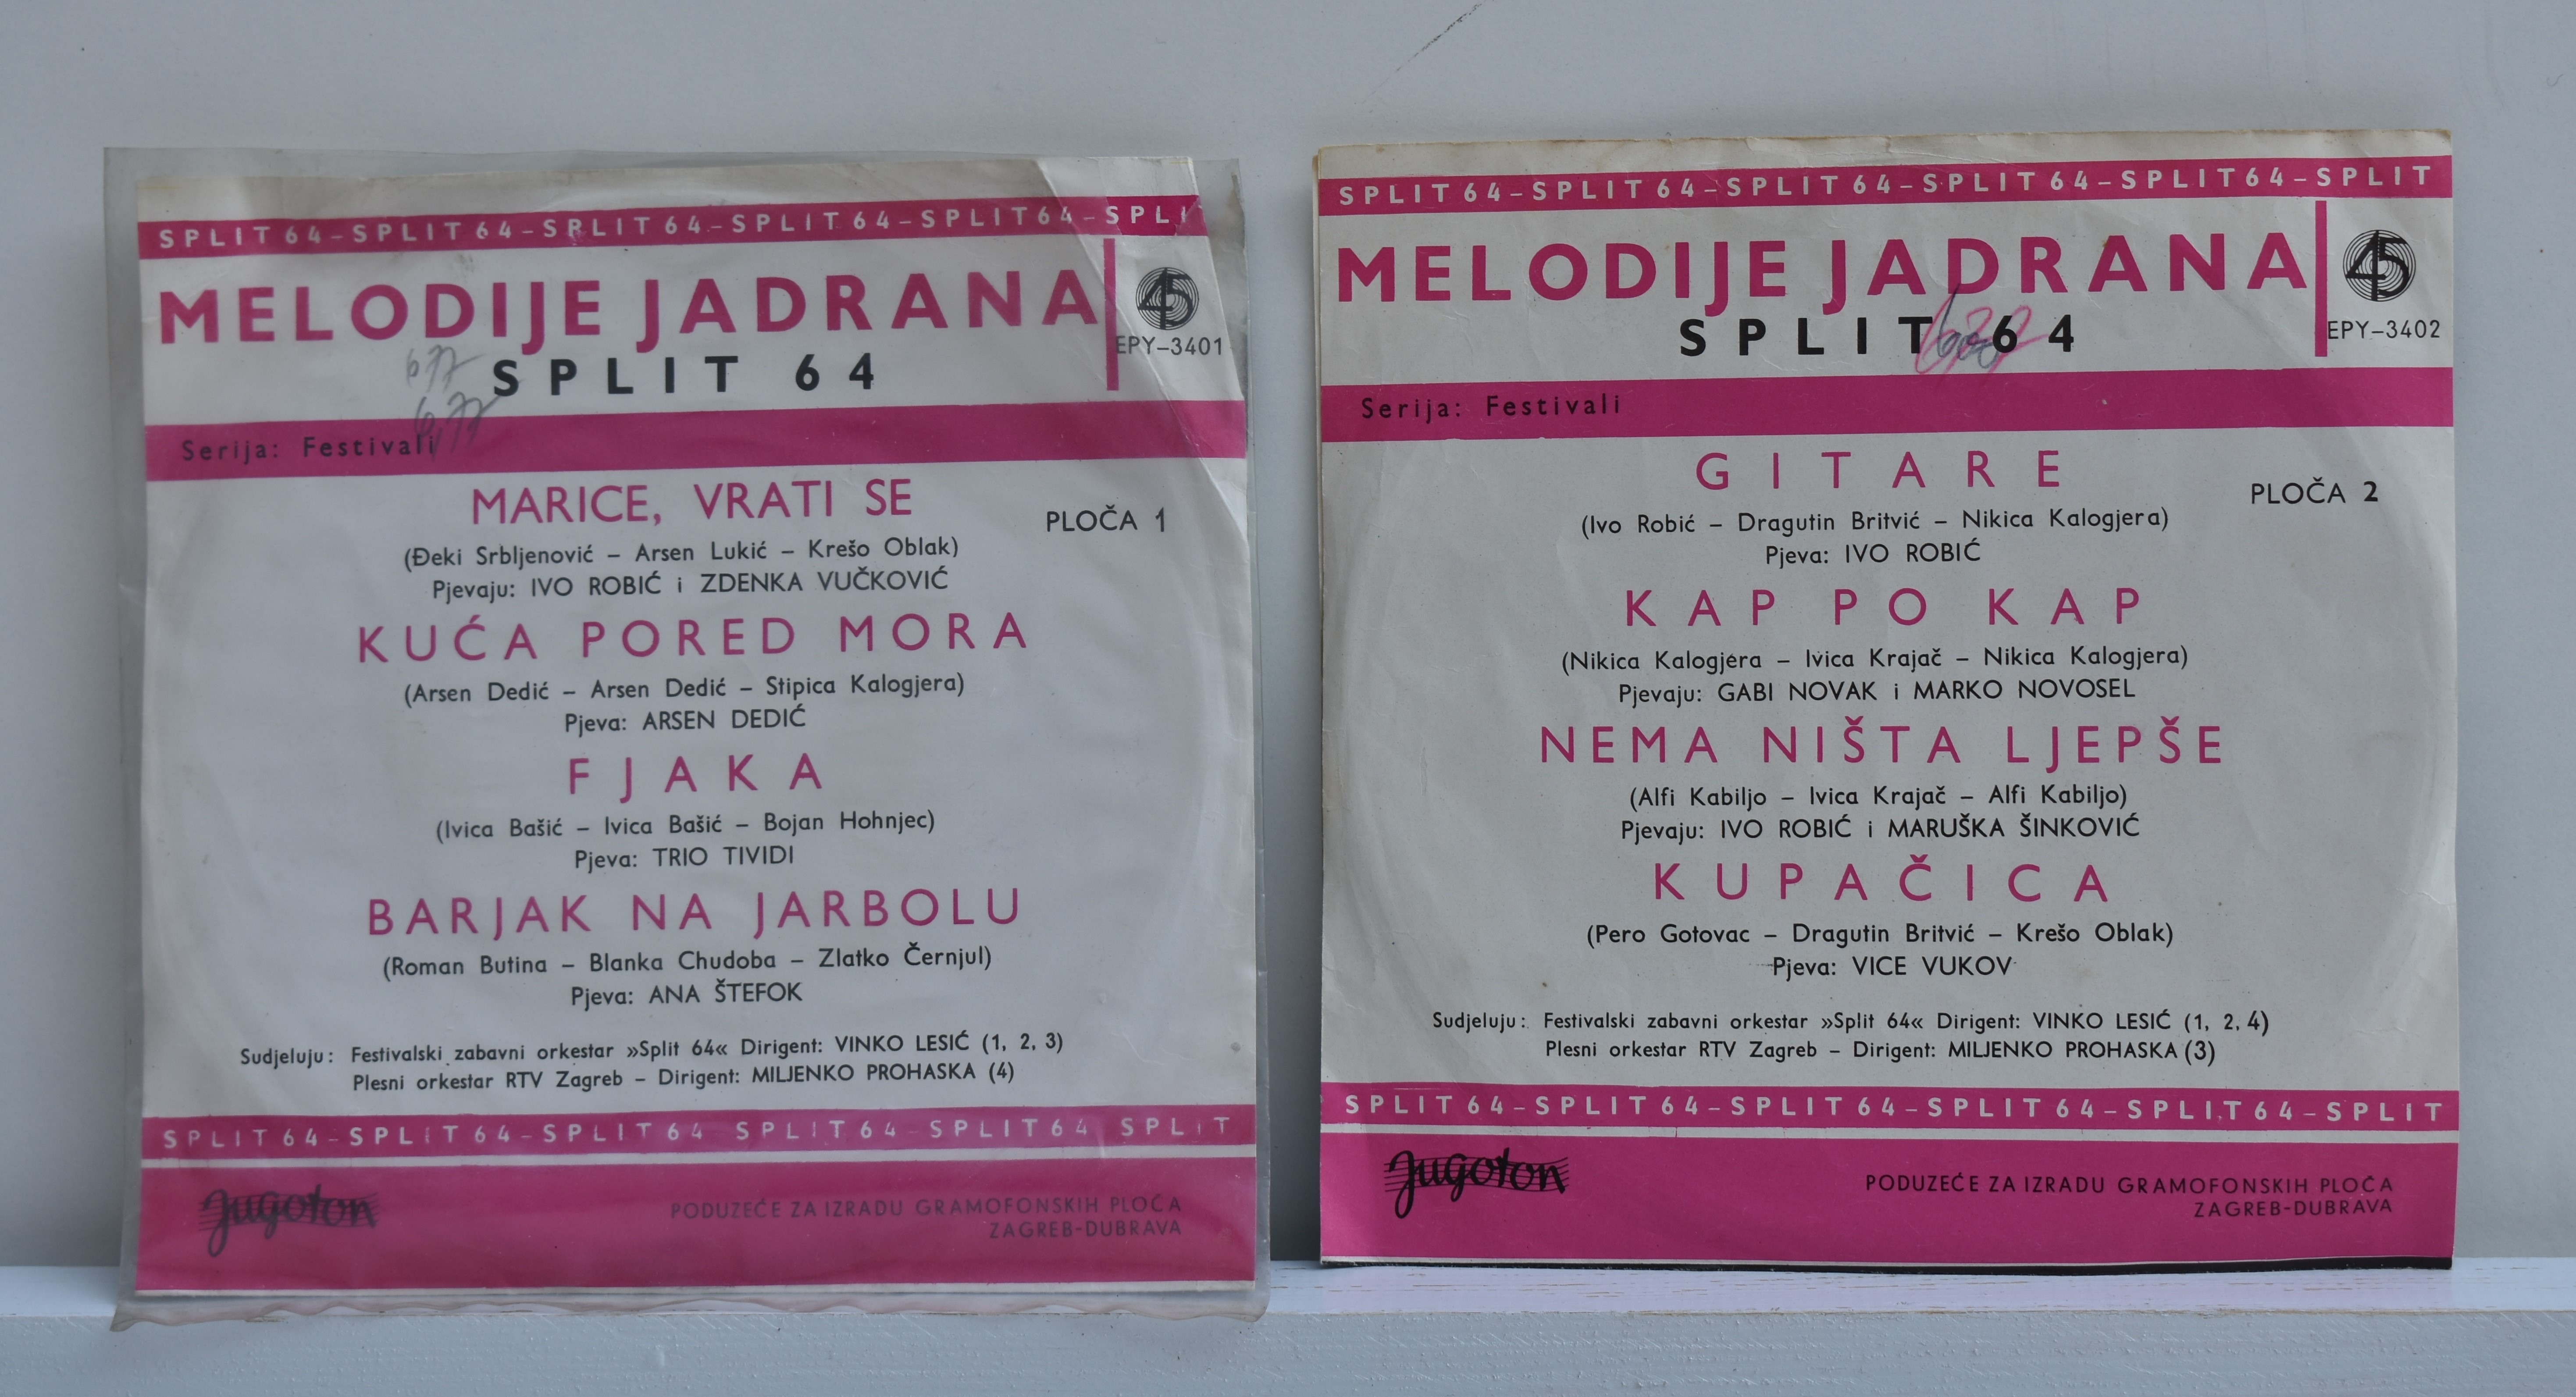 SPLIT 64 – SPLIT 64 – SPLIT 64 – SPLIT 64 – SPLIT 64 – SPLI
MELODIJE JADRANA
45
SPLIT 64
EPY–3401
677
677
Serija: Festivali
MARICE, VRATI SE
PLOČA 1
(Đeki Srbljenović – Arsen Lukić – Krešo Oblak)
Pjevaju: IVO ROBIĆ i ZDENKA VUČKOVIĆ
KUĆA PORED MORA
(Arsen Dedić – Arsen Dedić – Stipica Kalogjera)
Pjeva: ARSEN DEDIĆ
FJAKA
(Ivica Bašić – Ivica Bašić – Bojan Hohnjec)
Pjeva: TRIO TIVIDI
BARJAK NA JARBOLU
(Roman Butina – Blanka Chudoba – Zlatko Černjul)
Pjeva: ANA ŠTEFOK
Sudjeluju: Festivalski zabavni orkestar »Split 64« Dirigent: VINKO LESIĆ (1, 2, 3)
Plesni orkestar RTV Zagreb – Dirigent: MILJENKO PROHASKA (4)
SPLIT 64 – SPLIT 64 – SPLIT 64 SPLIT 64 – SPLIT 64 SPLIT
Jugoton
PODUZEĆE ZA IZRADU GRAMOFONSKIH PLOČA
ZAGREB-DUBRAVA
SPLIT 64 – SPLIT 64 – SPLIT 64 – SPLIT 64 – SPLIT 64 – SPLIT
MELODIJE JADRANA
45
SPLIT 64
EPY–3402
Serija: Festivali
GITARE
PLOČA 2
(Ivo Robić – Dragutin Britvić – Nikica Kalogjera)
Pjeva: IVO ROBIĆ
KAP PO KAP
(Nikica Kalogjera – Ivica Krajač – Nikica Kalogjera)
Pjevaju: GABI NOVAK i MARKO NOVOSEL
NEMA NIŠTA LJEPŠE
(Alfi Kabiljo – Ivica Krajač – Alfi Kabiljo)
Pjevaju: IVO ROBIĆ i MARUŠKA ŠINKOVIĆ
KUPAČICA
(Pero Gotovac – Dragutin Britvić – Krešo Oblak)
Pjeva: VICE VUKOV
Sudjeluju: Festivalski zabavni orkestar »Split 64« Dirigent: VINKO LESIĆ (1, 2, 4)
Plesni orkestar RTV Zagreb – Dirigent: MILJENKO PROHASKA (3)
SPLIT 64 – SPLIT 64 – SPLIT 64 – SPLIT 64 – SPLIT 64 – SPLIT
Jugoton
PODUZEĆE ZA IZRADU GRAMOFONSKIH PLOČA
ZAGREB-DUBRAVA